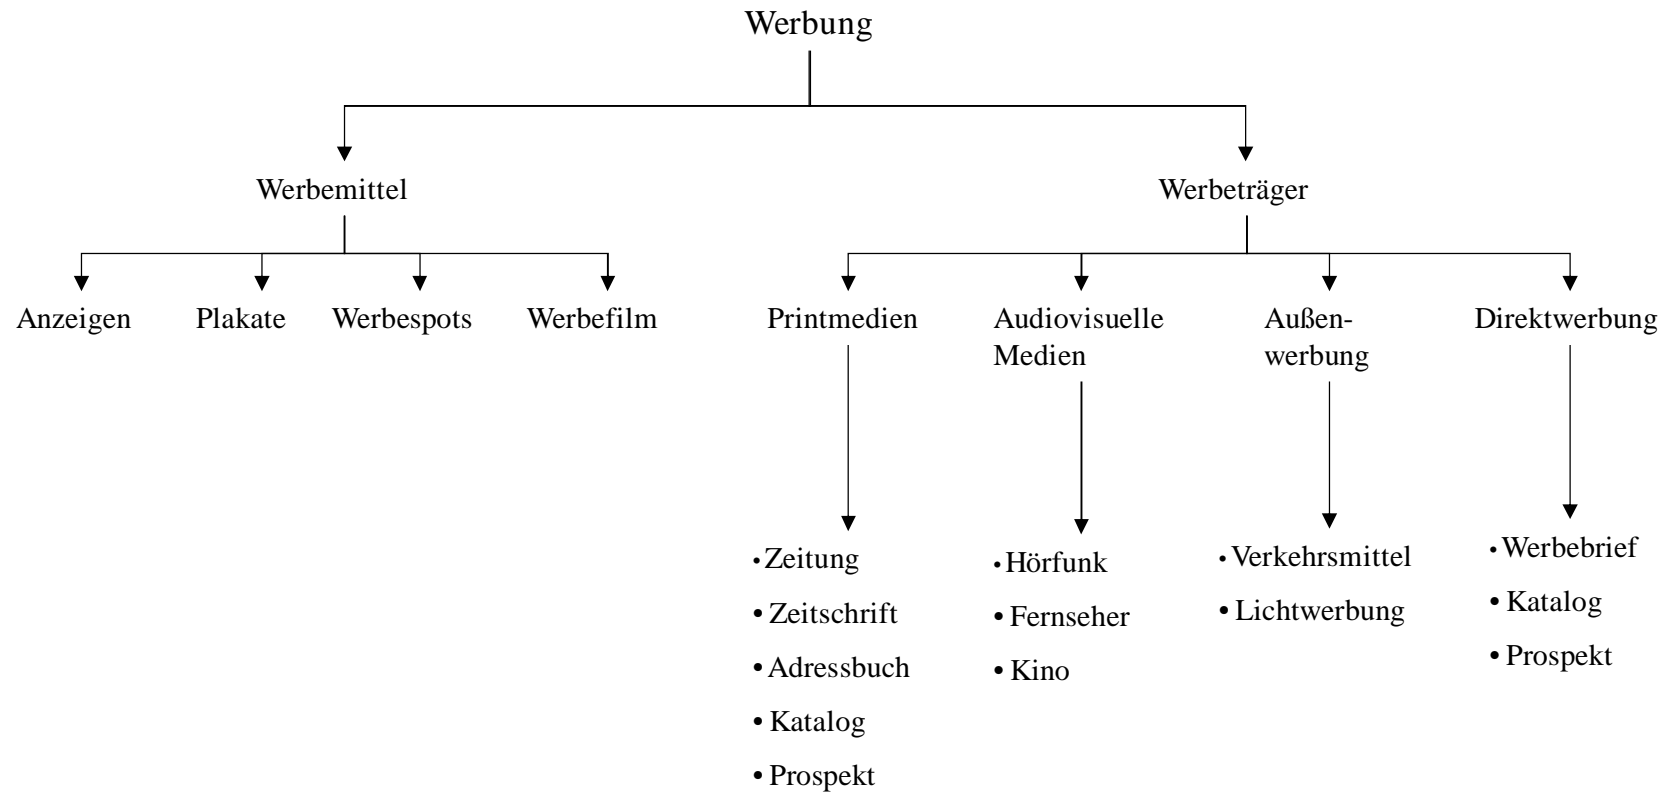 Werbung
Werbemittel
Werbeträger
Anzeigen
Plakate
Werbespots
Werbefilm
Printmedien
Audiovisuelle
Medien
Außen-
werbung
Direktwerbung
• Zeitung
• Zeitschrift
• Adressbuch
• Katalog
• Prospekt
• Hörfunk
• Fernseher
• Kino
• Verkehrsmittel
• Lichtwerbung
• Werbebrief
• Katalog
• Prospekt